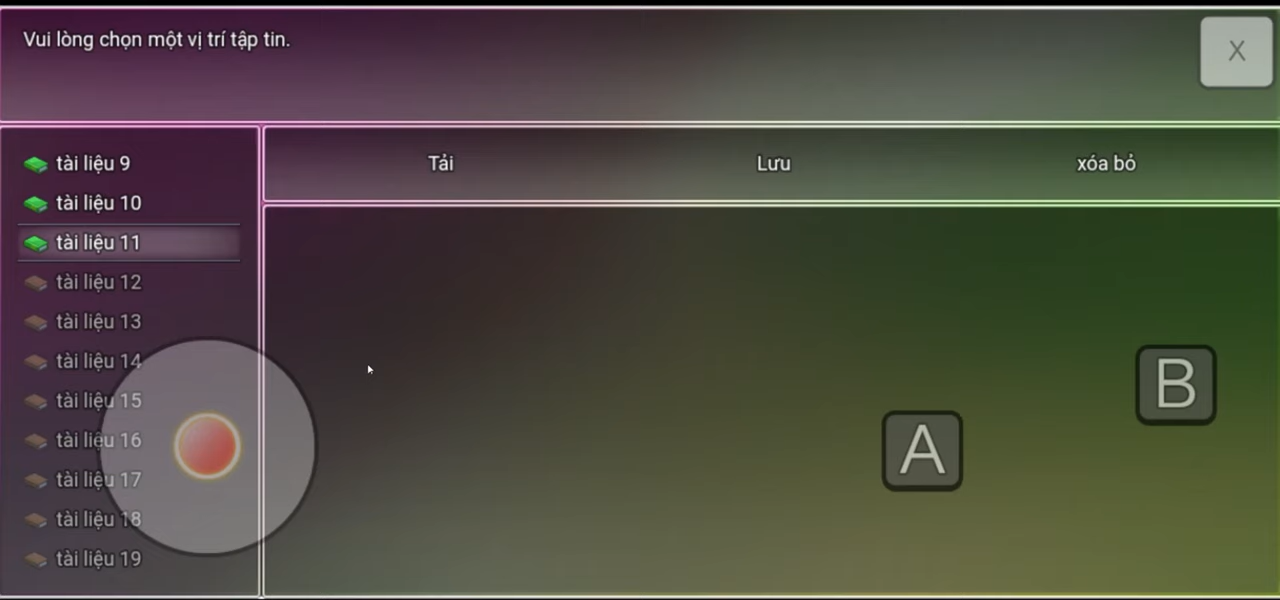 Vui lòng chọn một vị trí tập tin.
X
tài liệu 9
tài liệu 10
tài liệu 11
tài liệu 12
tài liệu 13
tài liệu 14
tài liệu 15
tài liệu 16
tài liệu 17
tài liệu 18
tài liệu 19
Tải
Lưu
xóa bỏ
B
A